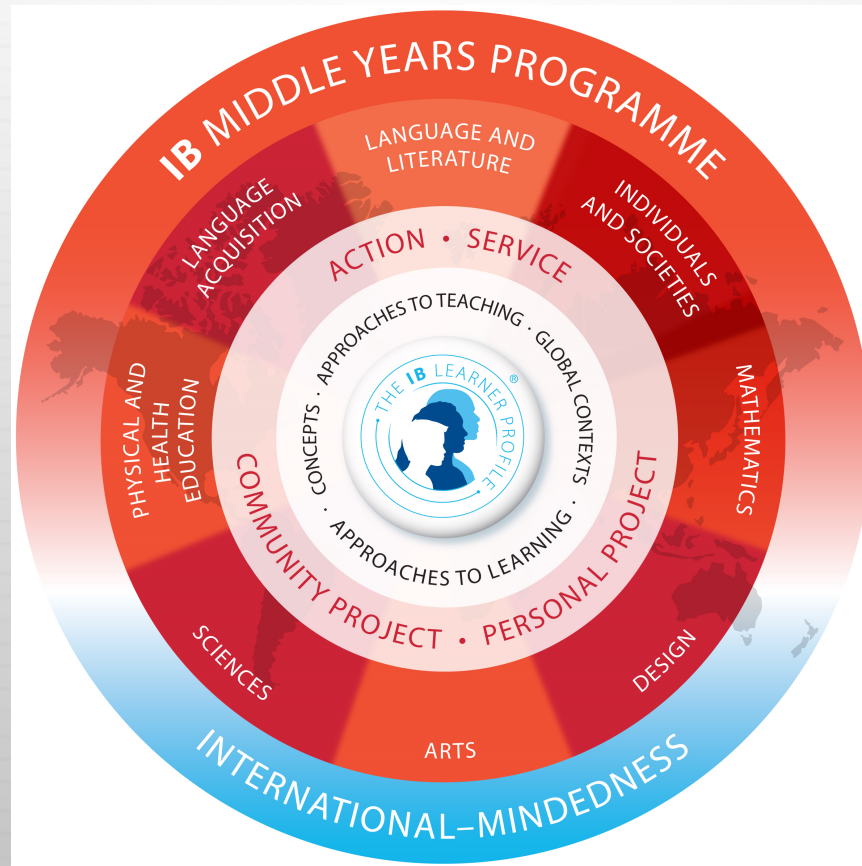 IB MIDDLE YEARS PROGRAMME
LANGUAGE AND
LITERATURE
INDIVIDUALS
AND SOCIETIES
MATHEMATICS
DESIGN
ARTS
SCIENCES
PHYSICAL AND
HEALTH
EDUCATION
LANGUAGE
ACQUISITION
ACTION • SERVICE
PERSONAL PROJECT
•
COMMUNITY PROJECT
APPROACHES TO TEACHING · GLOBAL CONTEXTS ·
APPROACHES TO LEARNING · CONCEPTS ·
• THE IB LEARNER PROFILE •
®
INTERNATIONAL–MINDEDNESS